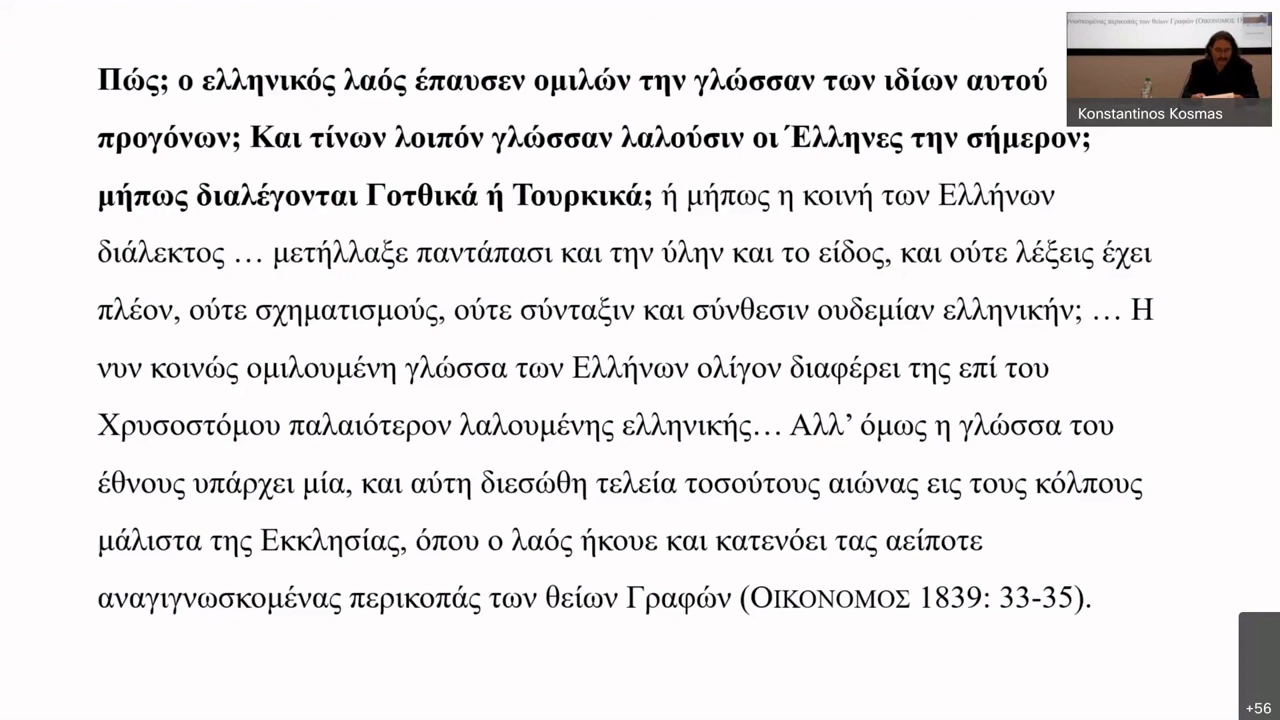 Πώς; ο ελληνικός λαός έπαυσεν ομιλών την γλώσσαν των ιδίων αυτού
προγόνων; Και τίνων λοιπόν γλώσσαν λαλούσιν οι Έλληνες την σήμερον;
μήπως διαλέγονται Γοτθικά ή Τουρκικά; ή μήπως η κοινή των Ελλήνων
διάλεκτος … μετήλλαξε παντάπασι και την ύλην και το είδος, και ούτε λέξεις έχει
πλέον, ούτε σχηματισμούς, ούτε σύνταξιν και σύνθεσιν ουδεμίαν ελληνικήν; … Η
νυν κοινώς ομιλουμένη γλώσσα των Ελλήνων ολίγον διαφέρει της επί του
Χρυσοστόμου παλαιότερον λαλουμένης ελληνικής… Αλλ’ όμως η γλώσσα του
έθνους υπάρχει μία, και αύτη διεσώθη τελεία τοσούτους αιώνας εις τους κόλπους
μάλιστα της Εκκλησίας, όπου ο λαός ήκουε και κατενόει τας αείποτε
αναγιγνωσκομένας περικοπάς των θείων Γραφών (ΟΙΚΟΝΟΜΟΣ 1839: 33-35).
Konstantinos Kosmas
+56